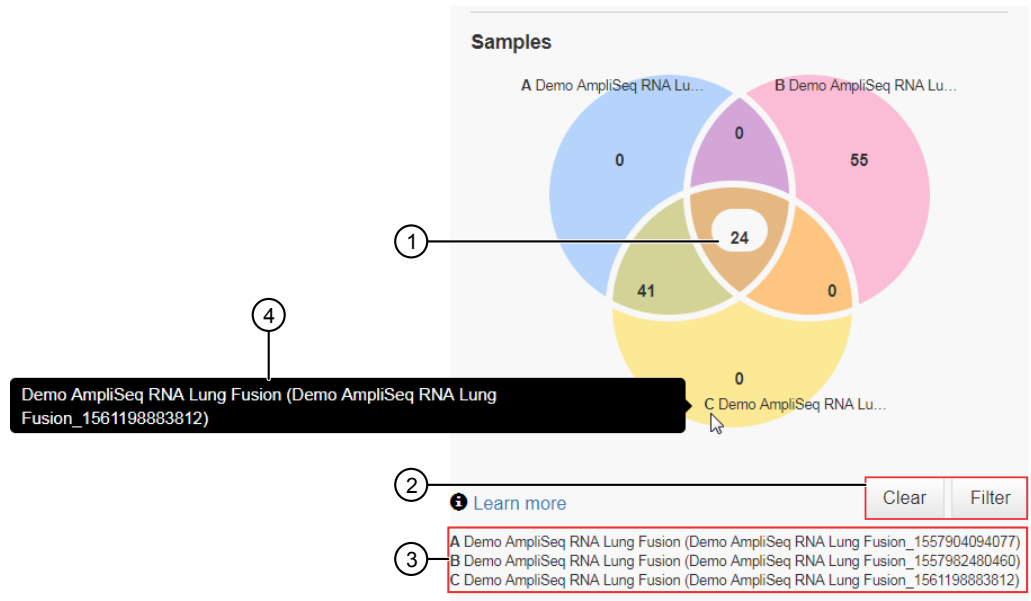 Samples
A Demo AmpliSeq RNA Lu...
B Demo AmpliSeq RNA Lu...
0
0
55
1
24
41
0
4
0
Demo AmpliSeq RNA Lung Fusion (Demo AmpliSeq RNA Lung
Fusion_1561198883812)
C Demo AmpliSeq RNA Lu...
2
Learn more
Clear
Filter
3
A Demo AmpliSeq RNA Lung Fusion (Demo AmpliSeq RNA Lung Fusion_1557904094077)
B Demo AmpliSeq RNA Lung Fusion (Demo AmpliSeq RNA Lung Fusion_1557982480460)
C Demo AmpliSeq RNA Lung Fusion (Demo AmpliSeq RNA Lung Fusion_1561198883812)